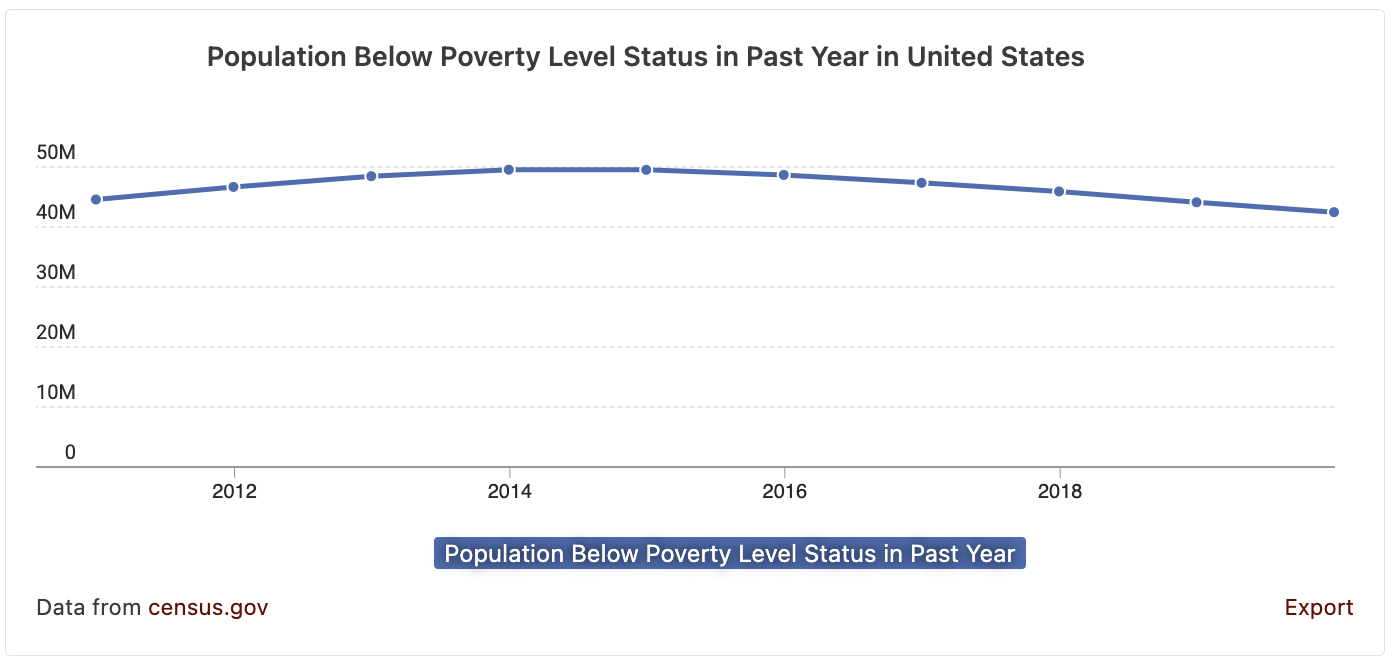 Population Below Poverty Level Status in Past Year in United States
50M
40M
30M
20M
10M
0
2012 2014 2016 2018
Population Below Poverty Level Status in Past Year
Data from census.gov
Export